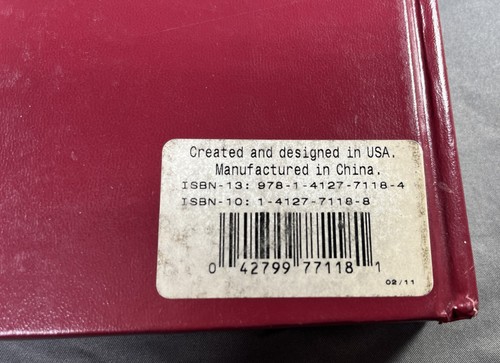 Created and designed in USA.
Manufactured in China.
ISBN-13: 978-1-4127-7118-4
ISBN-10: 1-4127-7118-8
0 42799 77118 1
02/11